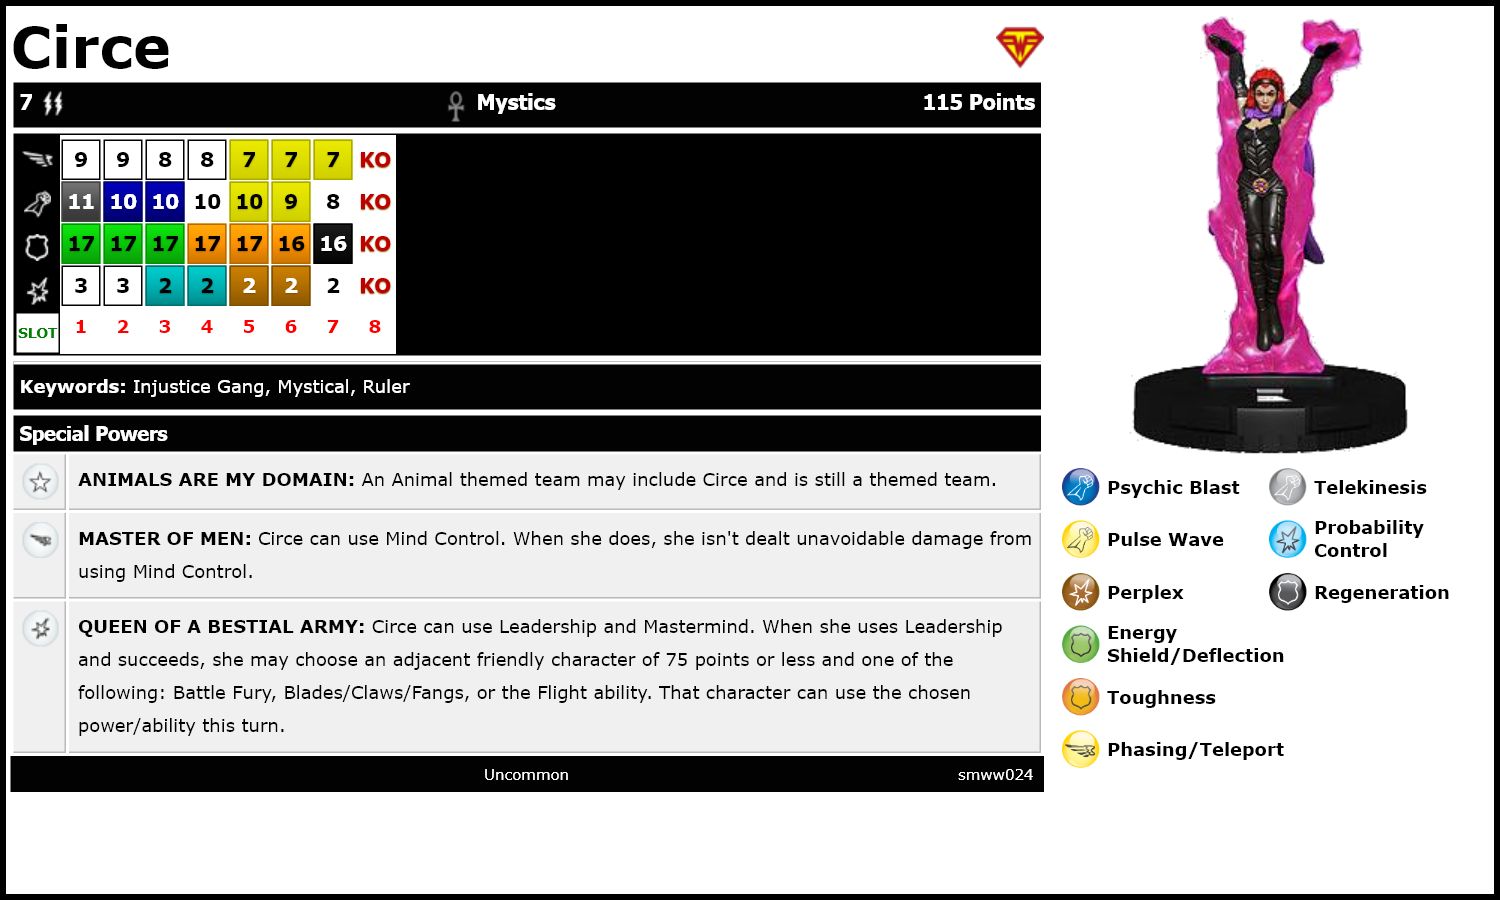 Circe
7 Mystics 115 Points
9 9 8 8 7 7 7 KO
11 10 10 10 10 9 8 KO
17 17 17 17 17 16 16 KO
3 3 2 2 2 2 2 KO
SLOT 1 2 3 4 5 6 7 8
Keywords: Injustice Gang, Mystical, Ruler
Special Powers
ANIMALS ARE MY DOMAIN: An Animal themed team may include Circe and is still a themed team.
MASTER OF MEN: Circe can use Mind Control. When she does, she isn't dealt unavoidable damage from
using Mind Control.
QUEEN OF A BESTIAL ARMY: Circe can use Leadership and Mastermind. When she uses Leadership
and succeeds, she may choose an adjacent friendly character of 75 points or less and one of the
following: Battle Fury, Blades/Claws/Fangs, or the Flight ability. That character can use the chosen
power/ability this turn.
Uncommon smww024
Psychic Blast
Telekinesis
Pulse Wave
Probability
Control
Perplex
Regeneration
Energy
Shield/Deflection
Toughness
Phasing/Teleport